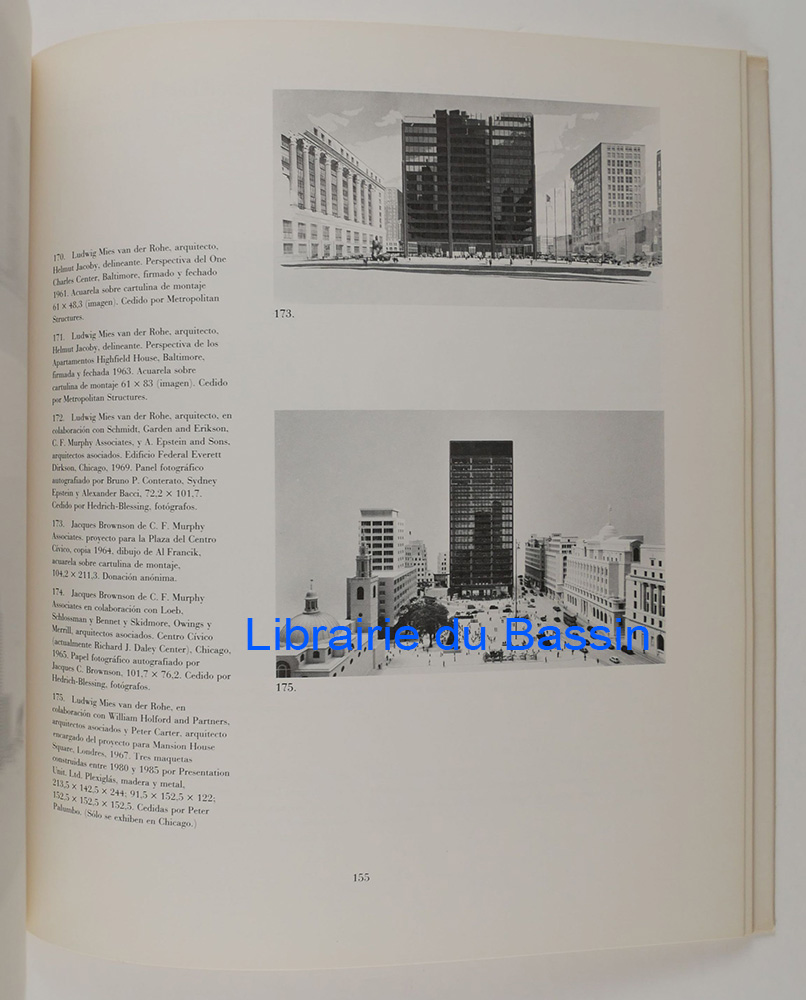 170. Ludwig Mies van der Rohe, arquitecto,
Helmut Jacoby, delineante. Perspectiva del One
Charles Center, Baltimore, firmado y fechado
1961. Acuarela sobre cartulina de montaje
61 × 48,3 (imagen). Cedido por Metropolitan
Structures.
171. Ludwig Mies van der Rohe, arquitecto,
Helmut Jacoby, delineante. Perspectiva de los
Apartamentos Highfield House, Baltimore,
firmada y fechada 1963. Acuarela sobre
cartulina de montaje 61 × 83 (imagen). Cedido
por Metropolitan Structures.
172. Ludwig Mies van der Rohe, arquitecto, en
colaboración con Schmidt, Garden and Erikson,
C. F. Murphy Associates, y A. Epstein and Sons,
arquitectos asociados. Edificio Federal Everett
Dirkson, Chicago, 1969. Panel fotográfico
autografiado por Bruno P. Conterato, Sydney
Epstein y Alexander Bacci, 72,2 × 101,7.
Cedido por Hedrich-Blessing, fotógrafos.
173. Jacques Brownson de C. F. Murphy
Associates. proyecto para la Plaza del Centro
Cívico, copia 1964, dibujo de Al Francik,
acuarela sobre cartulina de montaje,
104,2 × 211,3. Donación anónima.
174. Jacques Brownson de C. F. Murphy
Associates en colaboración con Loeb,
Schlossman y Bennet y Skidmore, Owings y
Merrill, arquitectos asociados. Centro Cívico
(actualmente Richard J. Daley Center), Chicago,
1965. Papel fotográfico autografiado por
Jacques C. Brownson, 101,7 × 76,2. Cedido por
Hedrich-Blessing, fotógrafos.
175. Ludwig Mies van der Rohe, en
colaboración con William Holford and Partners,
arquitectos asociados y Peter Carter, arquitecto
encargado del proyecto para Mansion House
Square, Londres, 1967. Tres maquetas
construidas entre 1980 y 1985 por Presentation
Unit, Ltd. Plexiglás, madera y metal,
213,5 × 142,5 × 244; 91,5 × 152,5 × 122;
152,5 × 152,5 × 152,5. Cedidas por Peter
Palumbo. (Sólo se exhiben en Chicago.)
173.
Librairie du Bassin
175.
155